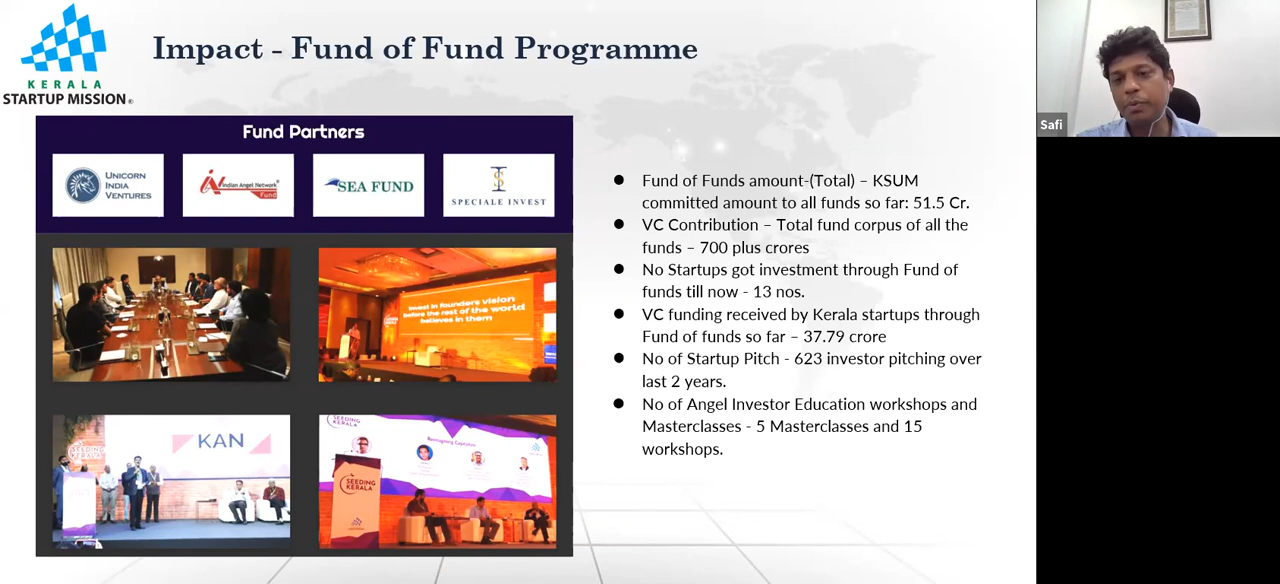 KERALA
STARTUP MISSION®
Impact - Fund of Fund Programme
Fund Partners
UNICORN
INDIA
VENTURES
Indian Angel Network
Fund
SEA FUND
SPECIALE INVEST
Invest in founders vision
before the rest of the world
believes in them
KAN
SEEDING
KERALA
SEEDING
KERALA
Reimagining Capitalism
SEEDING
KERALA
● Fund of Funds amount-(Total) – KSUM
committed amount to all funds so far: 51.5 Cr.
● VC Contribution – Total fund corpus of all the
funds – 700 plus crores
● No Startups got investment through Fund of
funds till now - 13 nos.
● VC funding received by Kerala startups through
Fund of funds so far – 37.79 crore
● No of Startup Pitch - 623 investor pitching over
last 2 years.
● No of Angel Investor Education workshops and
Masterclasses - 5 Masterclasses and 15
workshops.
Safi